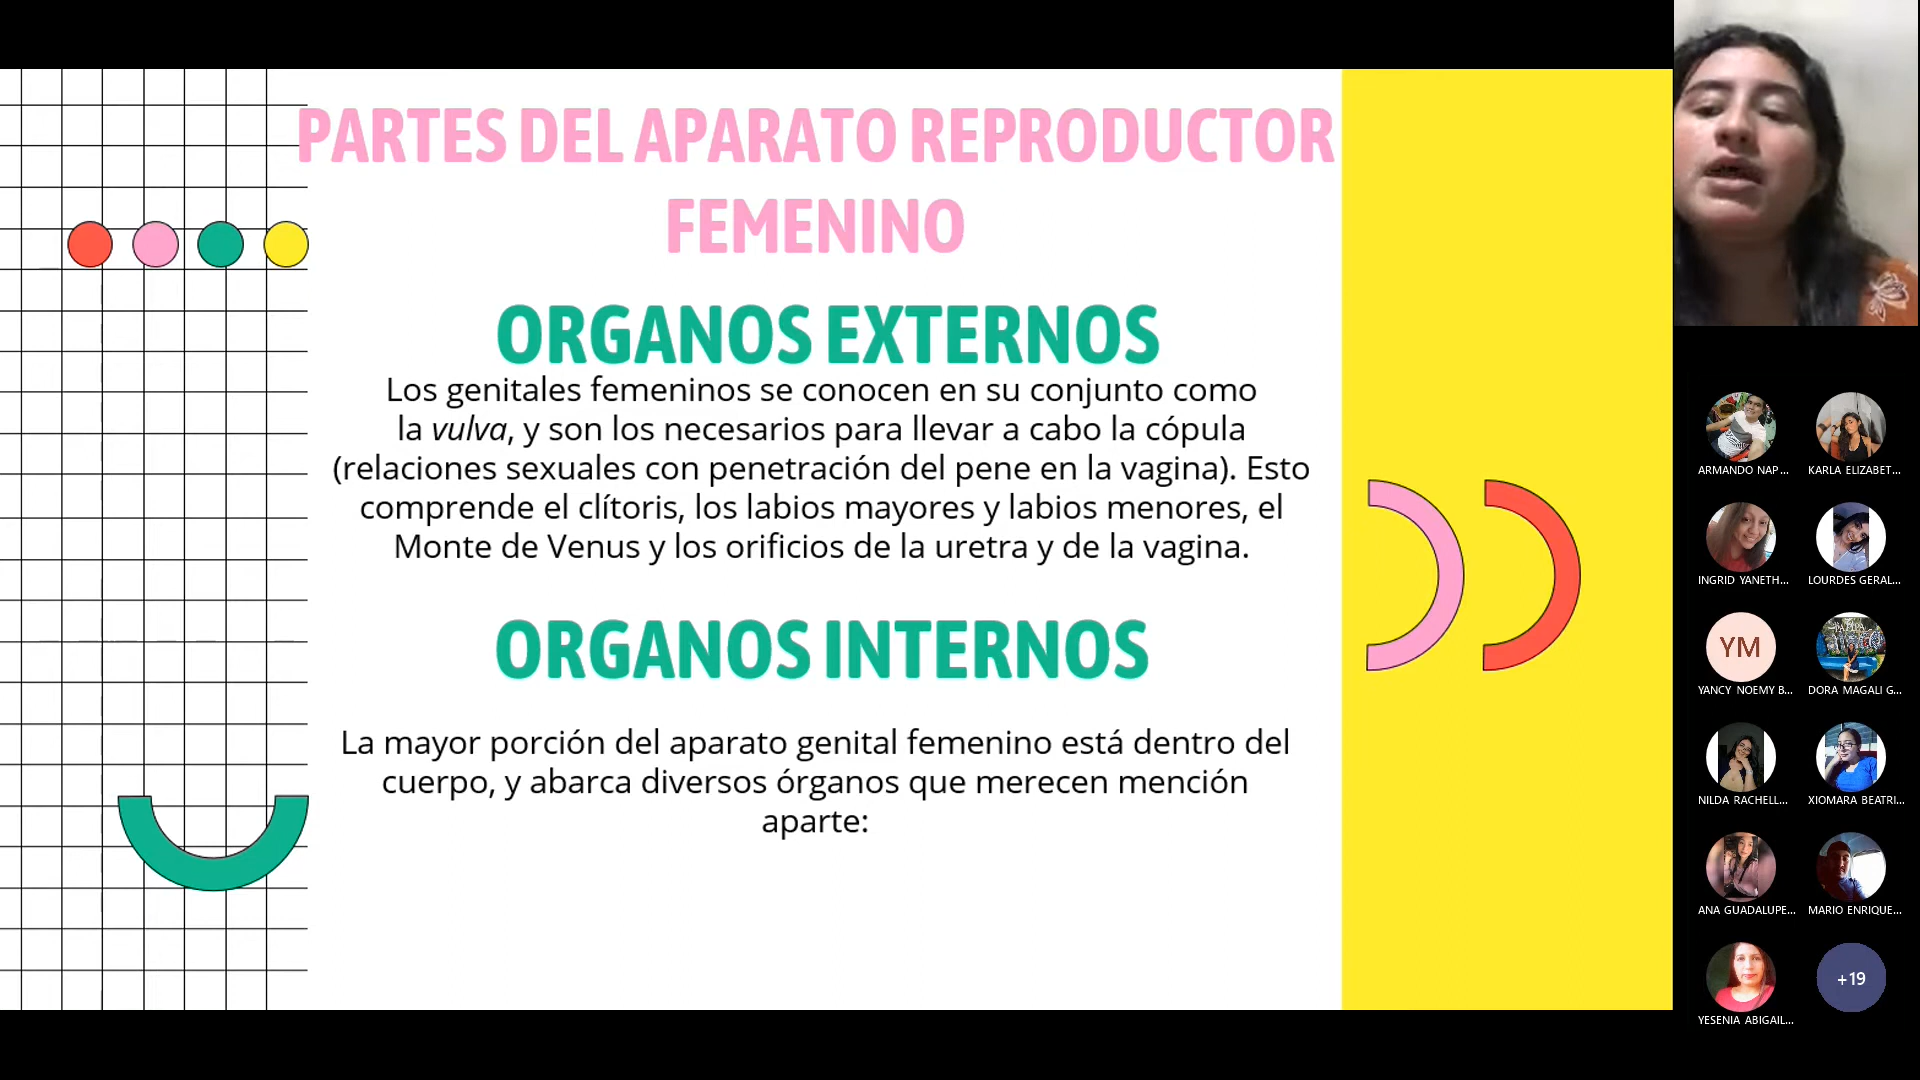 PARTES DEL APARATO REPRODUCTOR
FEMENINO
ORGANOS EXTERNOS
Los genitales femeninos se conocen en su conjunto como
la vulva, y son los necesarios para llevar a cabo la cópula
(relaciones sexuales con penetración del pene en la vagina). Esto
comprende el clítoris, los labios mayores y labios menores, el
Monte de Venus y los orificios de la uretra y de la vagina.
ORGANOS INTERNOS
La mayor porción del aparato genital femenino está dentro del
cuerpo, y abarca diversos órganos que merecen mención
aparte:
ARMANDO NAP...
KARLA ELIZABET...
INGRID YANETH...
LOURDES GERAL...
YM
YANCY NOEMY B...
DORA MAGALI G...
NILDA RACHELL...
XIOMARA BEATRI...
ANA GUADALUPE...
MARIO ENRIQUE...
YESENIA ABIGAIL...
+19